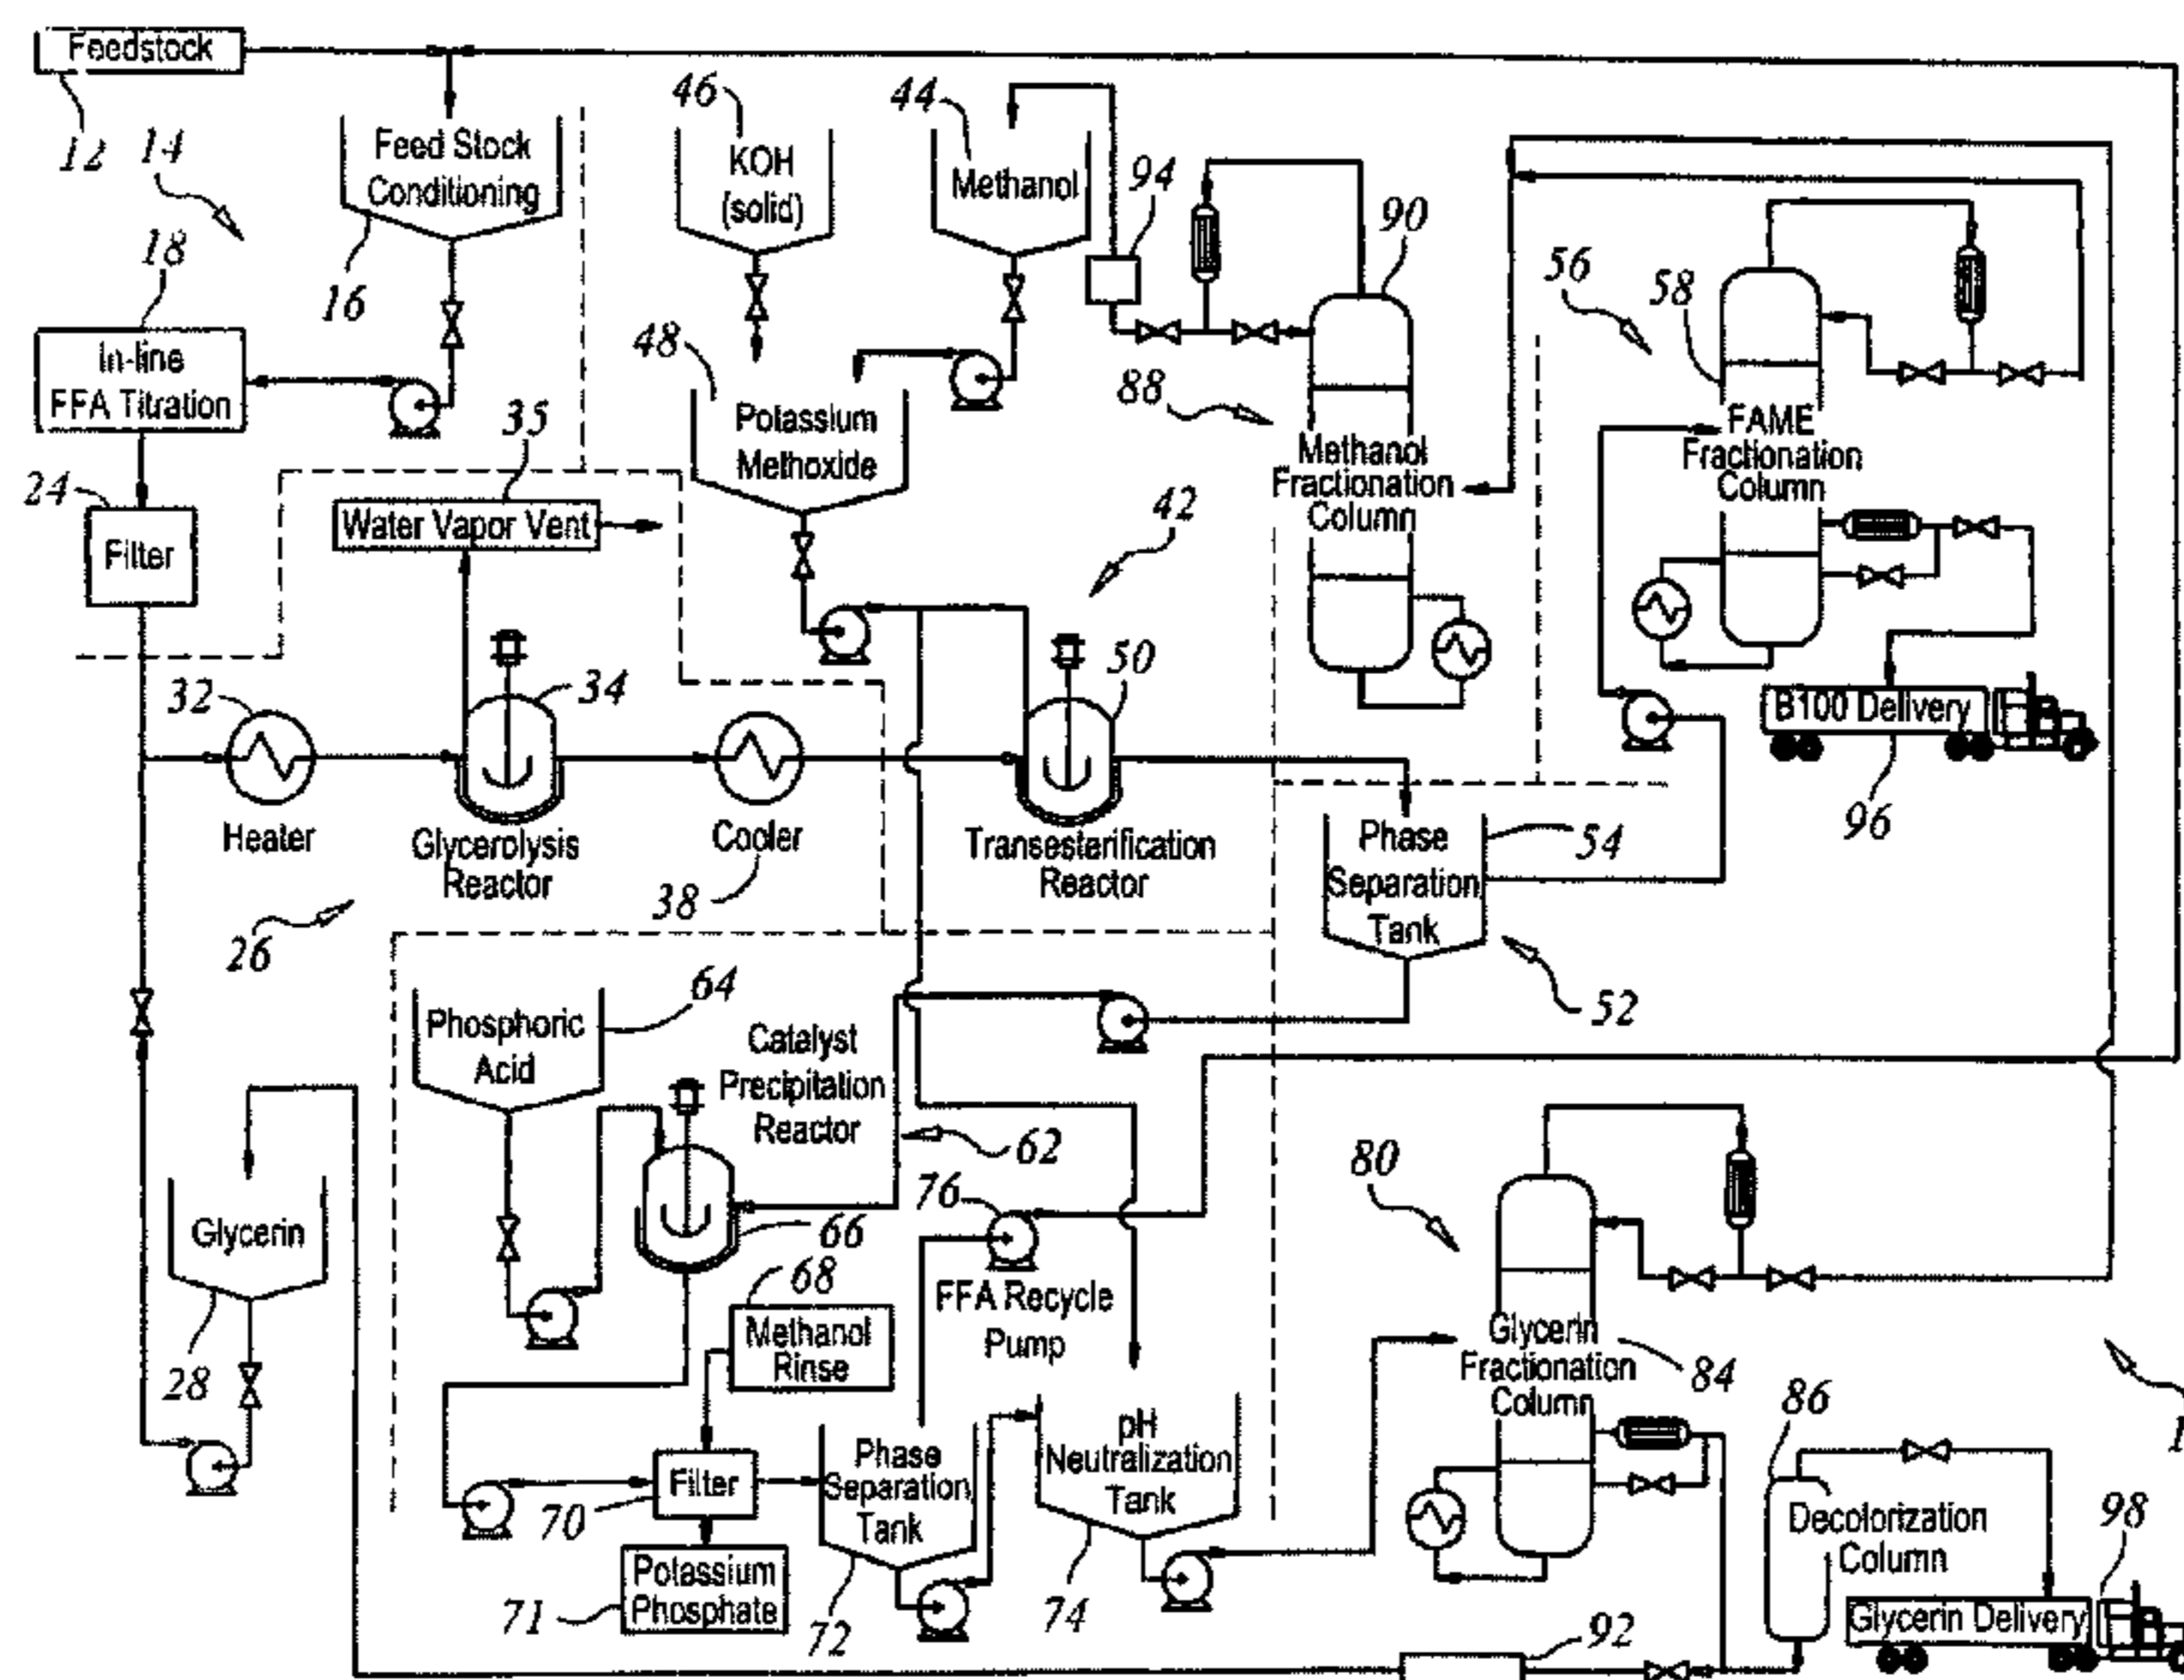 Feedstock
12
14
Feed Stock
Conditioning
16
46
KOH
(solid)
44
Methanol
94
90
18
In-line
FFA Titration
48
Potassium
Methoxide
88
Methanol
Fractionation
Column
56
58
FAME
Fractionation
Column
24
Filter
35
Water Vapor Vent
42
32
Heater
34
Glycerolysis
Reactor
Cooler
38
50
Transesterification
Reactor
B100 Delivery
96
26
Phase
Separation
Tank
54
52
Phosphoric
Acid
64
Catalyst
Precipitation
Reactor
62
66
Glycerin
28
68
Methanol
Rinse
76
FFA Recycle
Pump
80
Glycerin
Fractionation
Column
84
86
Filter
70
Potassium
Phosphate
71
Phase
Separation
Tank
72
pH
Neutralization
Tank
74
Decolorization
Column
98
Glycerin Delivery
92